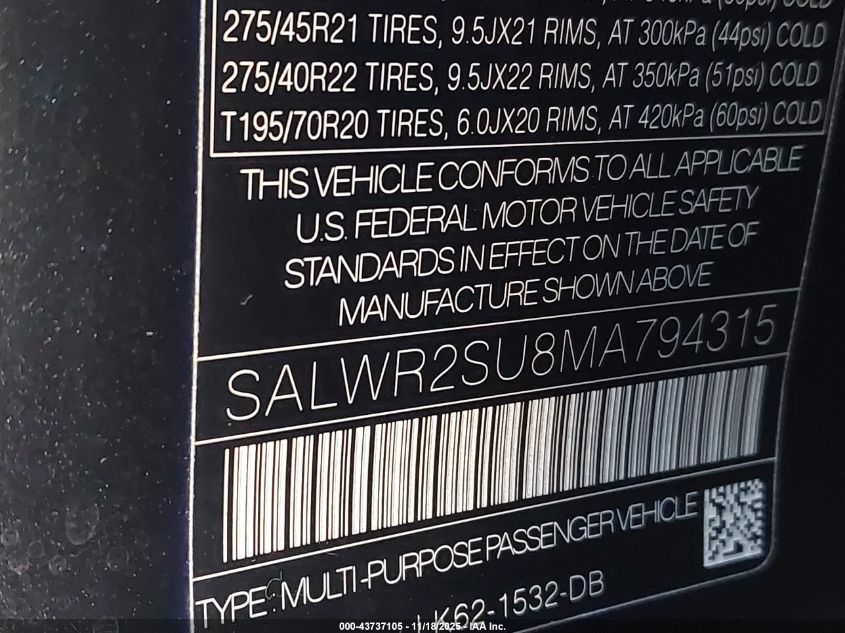 275/45R21 TIRES, 9.5JX21 RIMS, AT 300kPa (44psi) COLD
275/40R22 TIRES, 9.5JX22 RIMS, AT 350kPa (51psi) COLD
T195/70R20 TIRES, 6.0JX20 RIMS, AT 420kPa (60psi) COLD
THIS VEHICLE CONFORMS TO ALL APPLICABLE
U.S. FEDERAL MOTOR VEHICLE SAFETY
STANDARDS IN EFFECT ON THE DATE OF
MANUFACTURE SHOWN ABOVE
SALWR2SU8MA794315
TYPE: MULTI-PURPOSE PASSENGER VEHICLE
K62-1532-DB
000-43737105 - 11/18/2025 - IAA Inc.